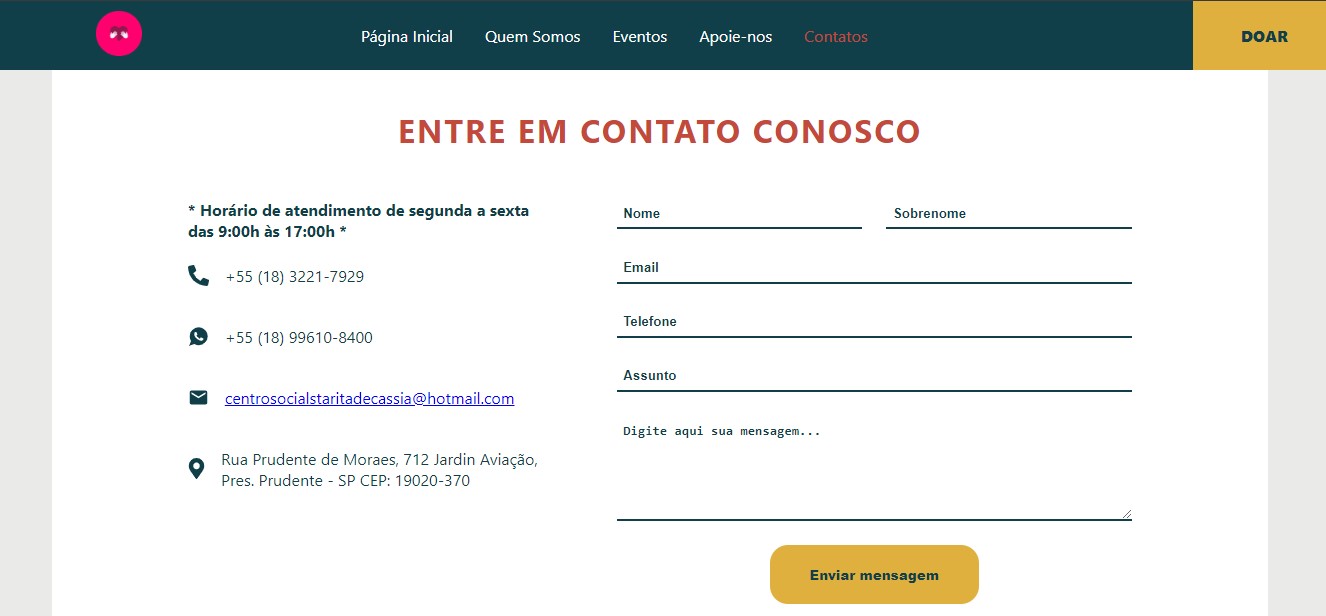 Página Inicial Quem Somos Eventos Apoie-nos Contatos DOAR
ENTRE EM CONTATO CONOSCO
* Horário de atendimento de segunda a sexta
das 9:00h às 17:00h *
+55 (18) 3221-7929
+55 (18) 99610-8400
centrosocialstaritadecassia@hotmail.com
Rua Prudente de Moraes, 712 Jardin Aviação,
Pres. Prudente - SP CEP: 19020-370
Nome Sobrenome
Email
Telefone
Assunto
Digite aqui sua mensagem...
Enviar mensagem